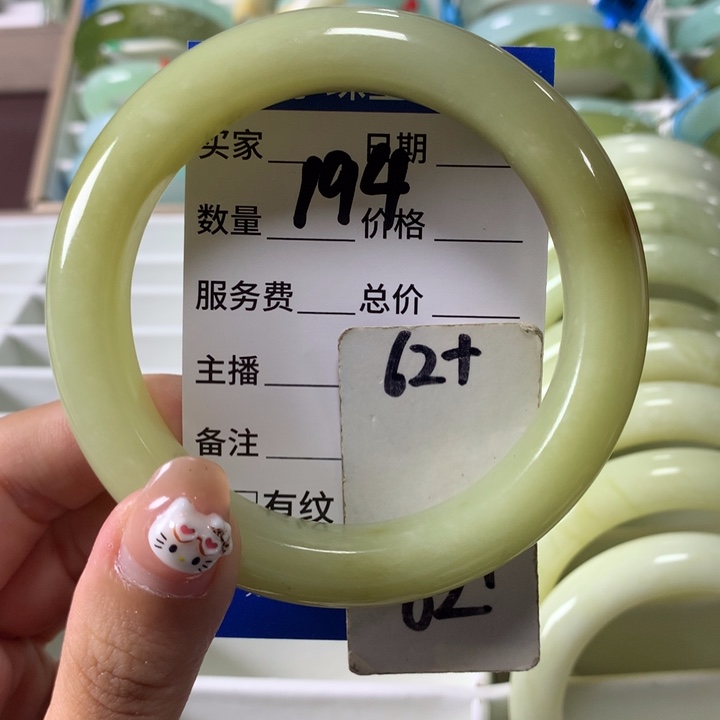 买家 日期
194
数量 价格
服务费 总价
主播
62+
备注
有纹
62+